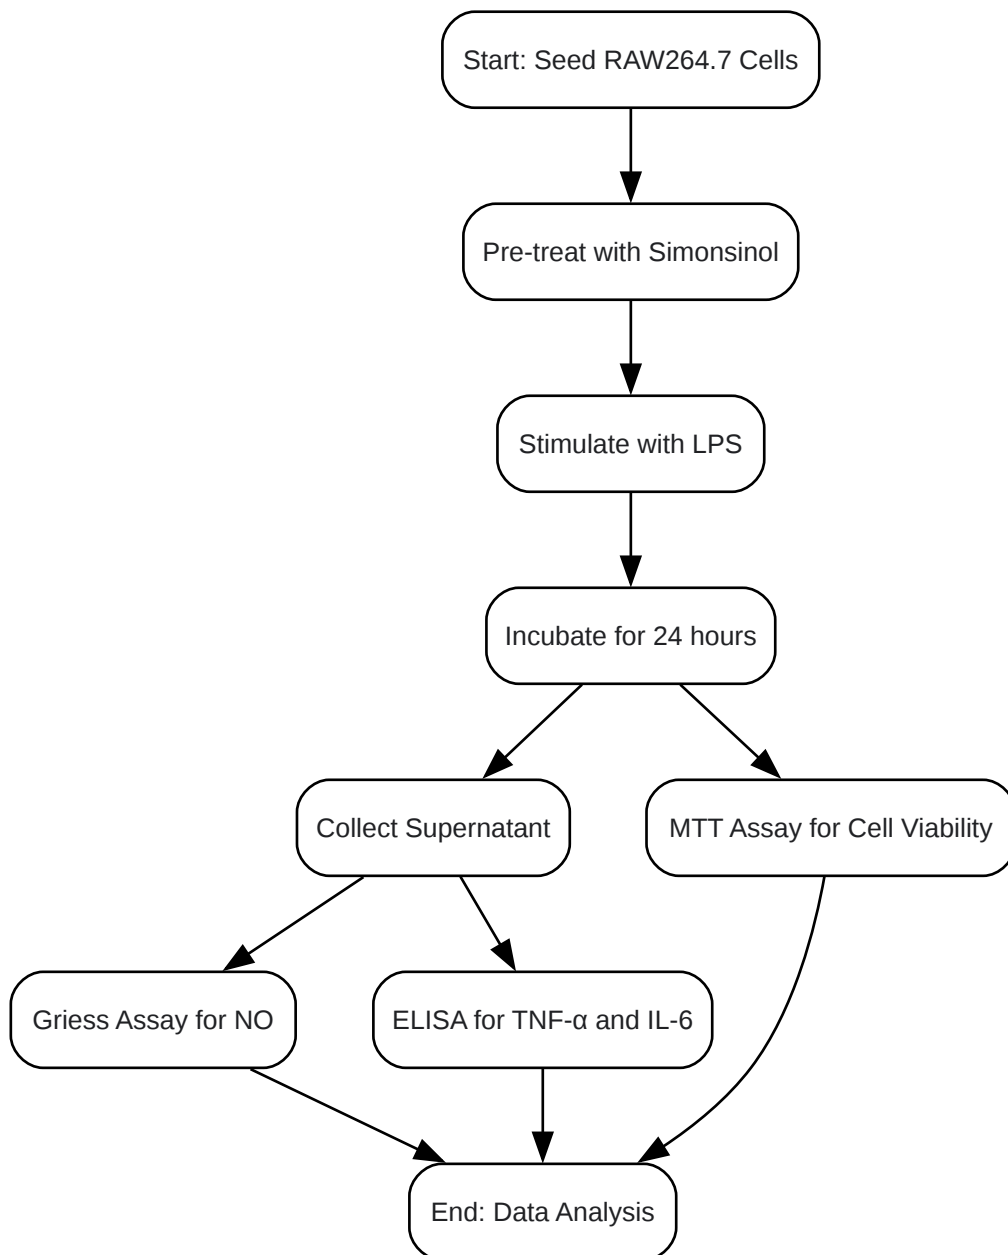 Start: Seed RAW264.7 Cells
Pre-treat with Simonsinol
Stimulate with LPS
Incubate for 24 hours
Collect Supernatant
MTT Assay for Cell Viability
Griess Assay for NO
ELISA for TNF-α and IL-6
End: Data Analysis